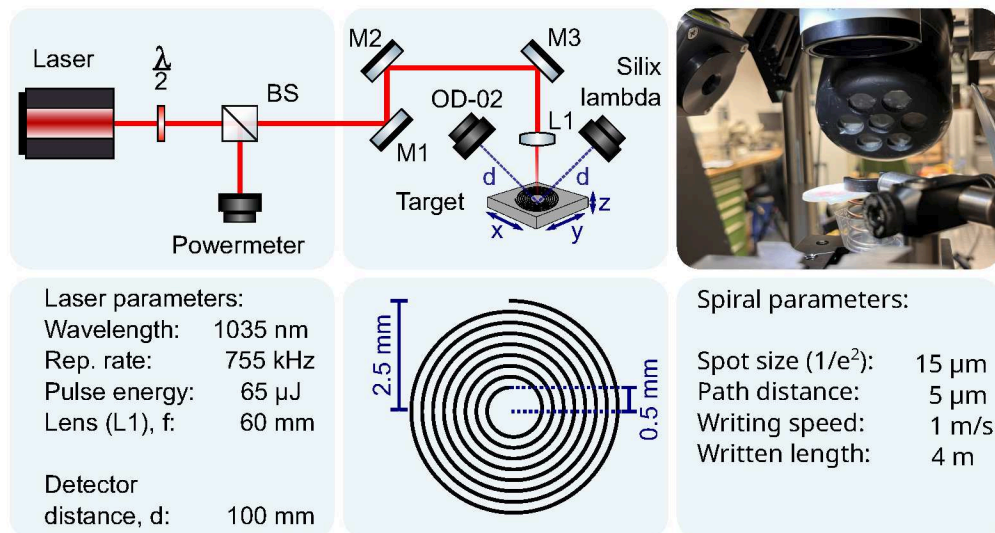 Laser
λ
2
BS
Powermeter
M2
M3
Silix
lambda
OD-02
L1
M1
d
d
Target
x
y
z
Laser parameters:
Wavelength: 1035 nm
Rep. rate: 755 kHz
Pulse energy: 65 µJ
Lens (L1), f: 60 mm
Detector
distance, d: 100 mm
2.5 mm
0.5 mm
Spiral parameters:
Spot size (1/e²): 15 µm
Path distance: 5 µm
Writing speed: 1 m/s
Written length: 4 m